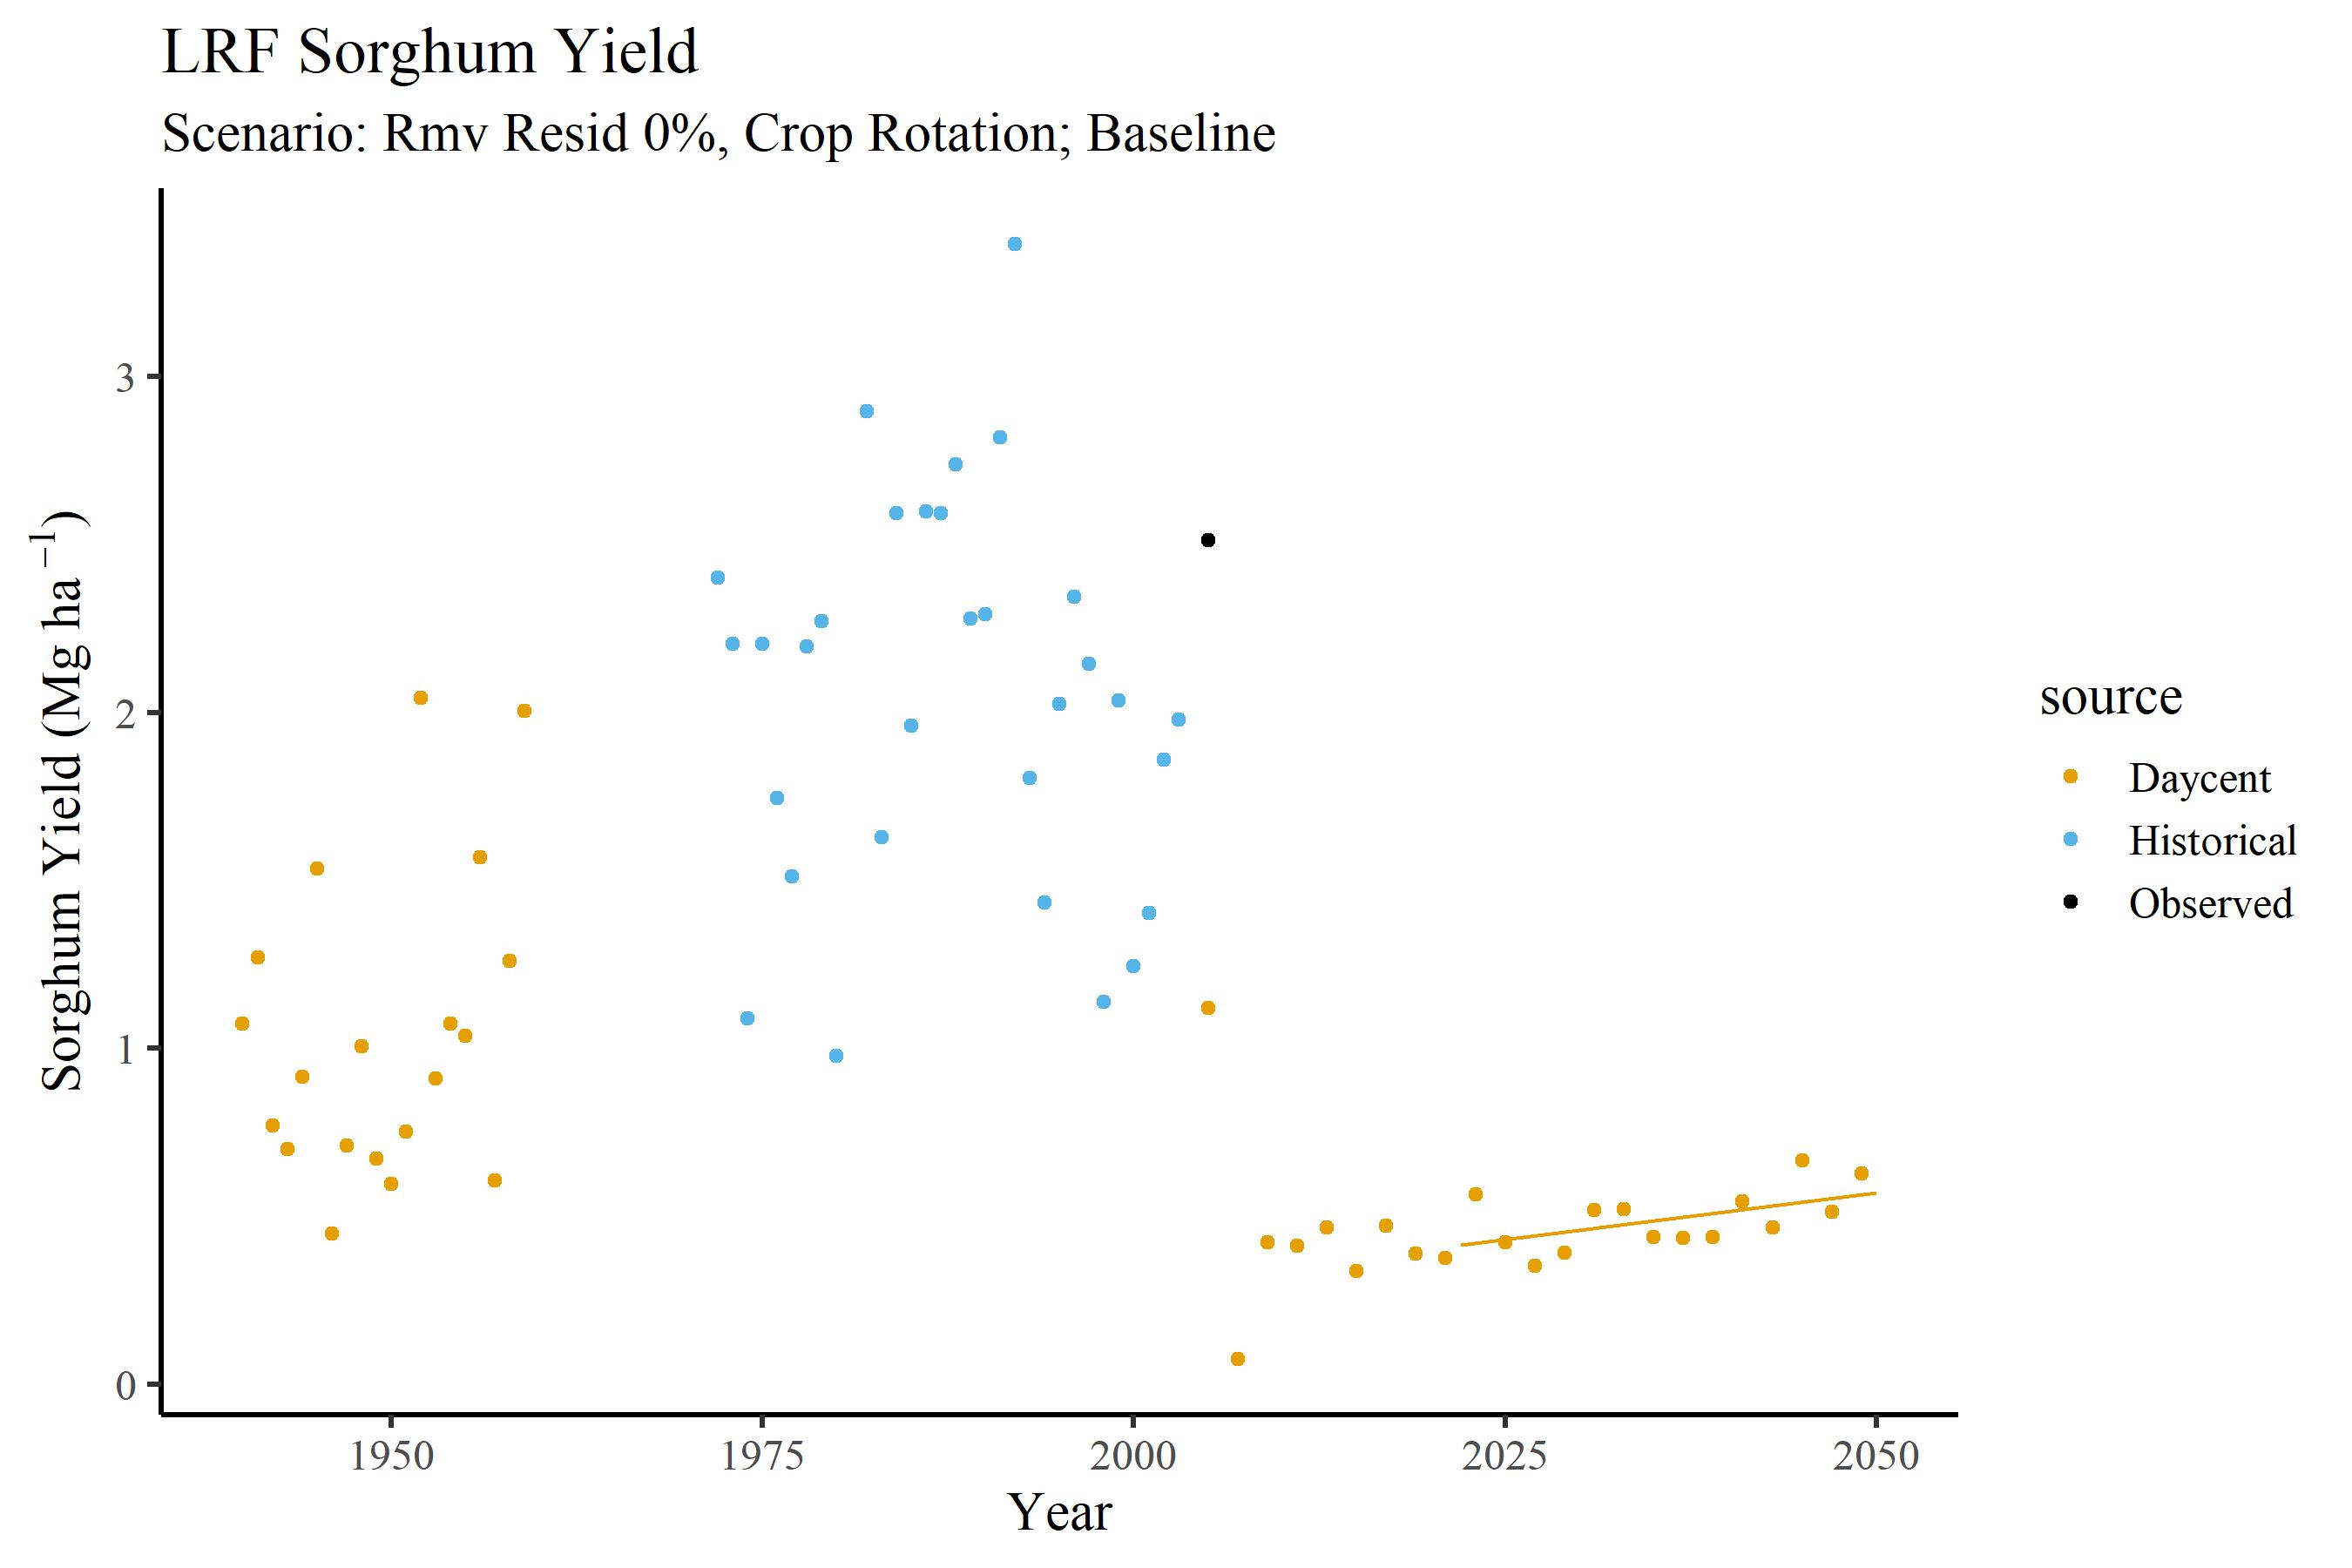 LRF Sorghum Yield
Scenario: Rmv Resid 0%, Crop Rotation; Baseline
Sorghum Yield (Mg ha⁻¹)
3
2
1
0
1950 1975 2000 2025 2050
Year
source
Daycent
Historical
Observed